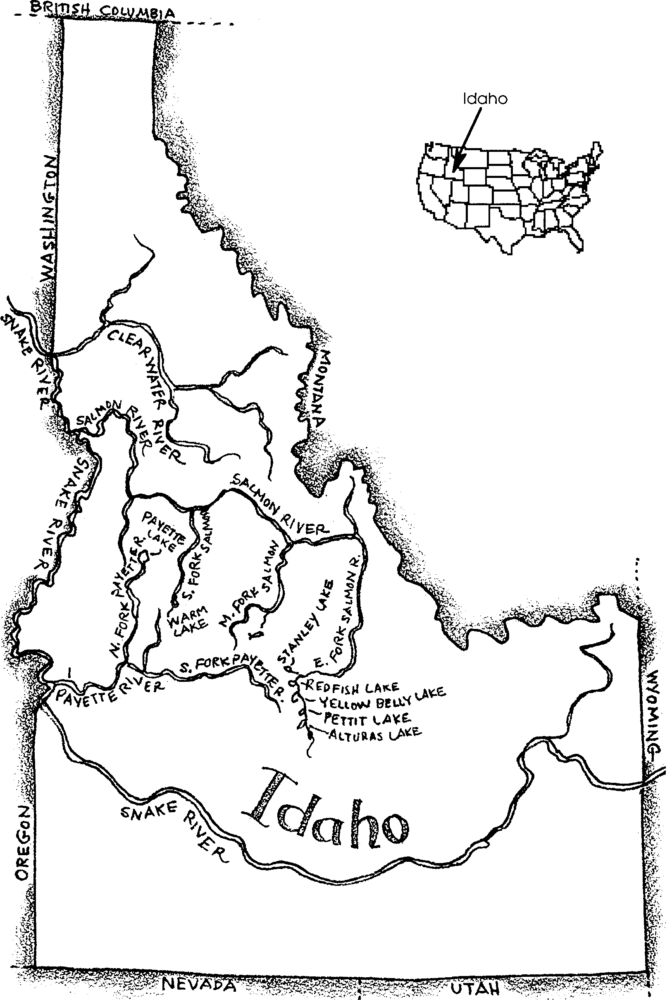 BRITISH COLUMBIA
Idaho
WASHINGTON
SNAKE RIVER
CLEARWATER RIVER
MONTANA
SALMON RIVER
SNAKE RIVER
SALMON RIVER
PAYETTE LAKE
S. FORK SALMON
N. FORK PAYETTE R.
M. FORK SALMON
E. FORK SALMON R.
WARM LAKE
STANLEY LAKE
S. FORK PAYETTE R.
PAYETTE RIVER
REDFISH LAKE
YELLOW BELLY LAKE
PETTIT LAKE
ALTURAS LAKE
WYOMING
Idaho
SNAKE RIVER
OREGON
NEVADA
UTAH